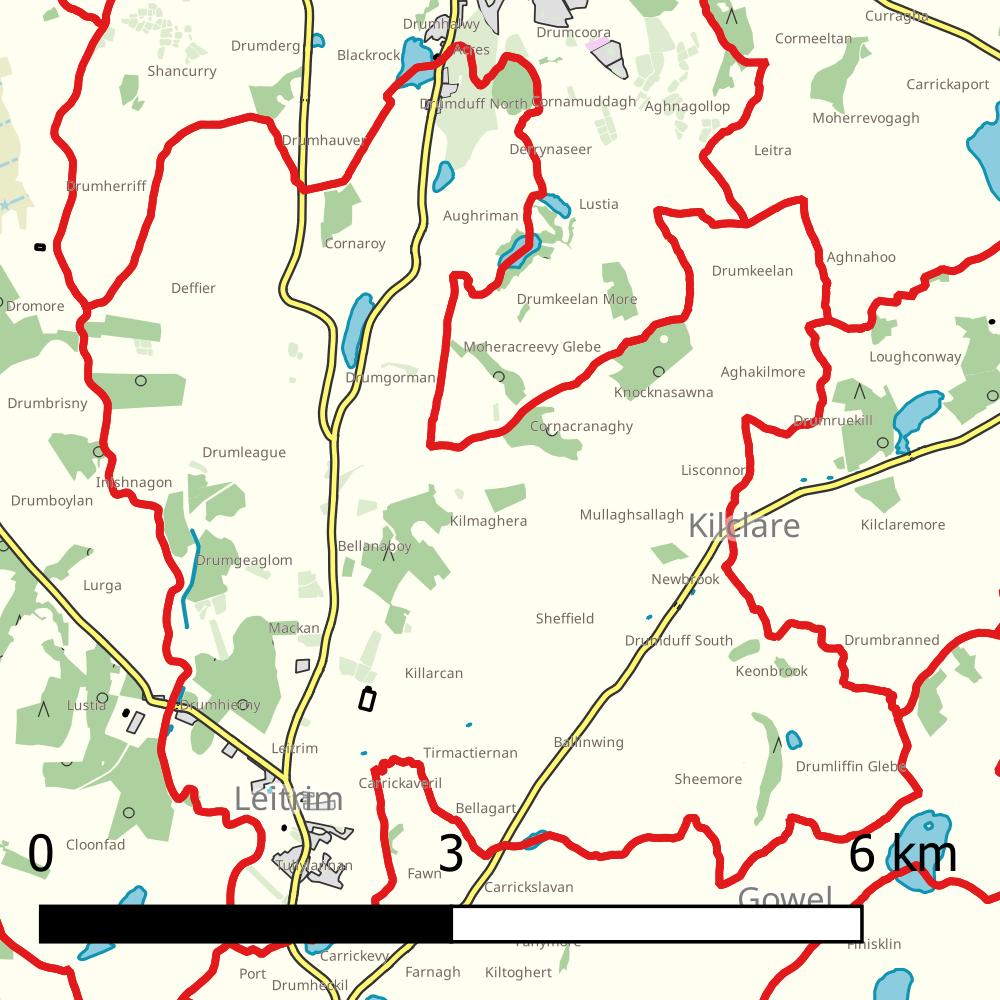 Drumhalwy
Curragha
Drumcoora
Cormeeltan
Drumderg
Acres
Blackrock
Shancurry
Carrickaport
Drumduff North
Cornamuddagh
Aghnagollop
Moherrevogagh
Drumhauver
Derrynaseer
Leitra
Drumherriff
Lustia
Aughriman
Cornaroy
Aghnahoo
Drumkeelan
Deffier
Drumkeelan More
Dromore
Moheracreevy Glebe
Loughconway
Aghakilmore
Drumgorman
Knocknasawna
Drumbrisny
Drumruekill
Cornacranaghy
Drumleague
Lisconnor
Inishnagon
Drumboylan
Mullaghsallagh
Kilmaghera
Kilclare
Kilclaremore
Bellanaboy
Drumgeaglom
Newbrook
Lurga
Sheffield
Mackan
Drumduff South
Drumbranned
Killarcan
Keonbrook
Lustia
Drumhierny
Ballinwing
Leitrim
Tirmactiernan
Drumliffin Glebe
Sheemore
Carrickaveril
Leitrim
Bellagart
Cloonfad
0
3
6 km
Tullylannan
Fawn
Carrickslavan
Gowel
Tullymore
Finisklin
Carrickevy
Port
Farnagh
Kiltoghert
Drumheckil